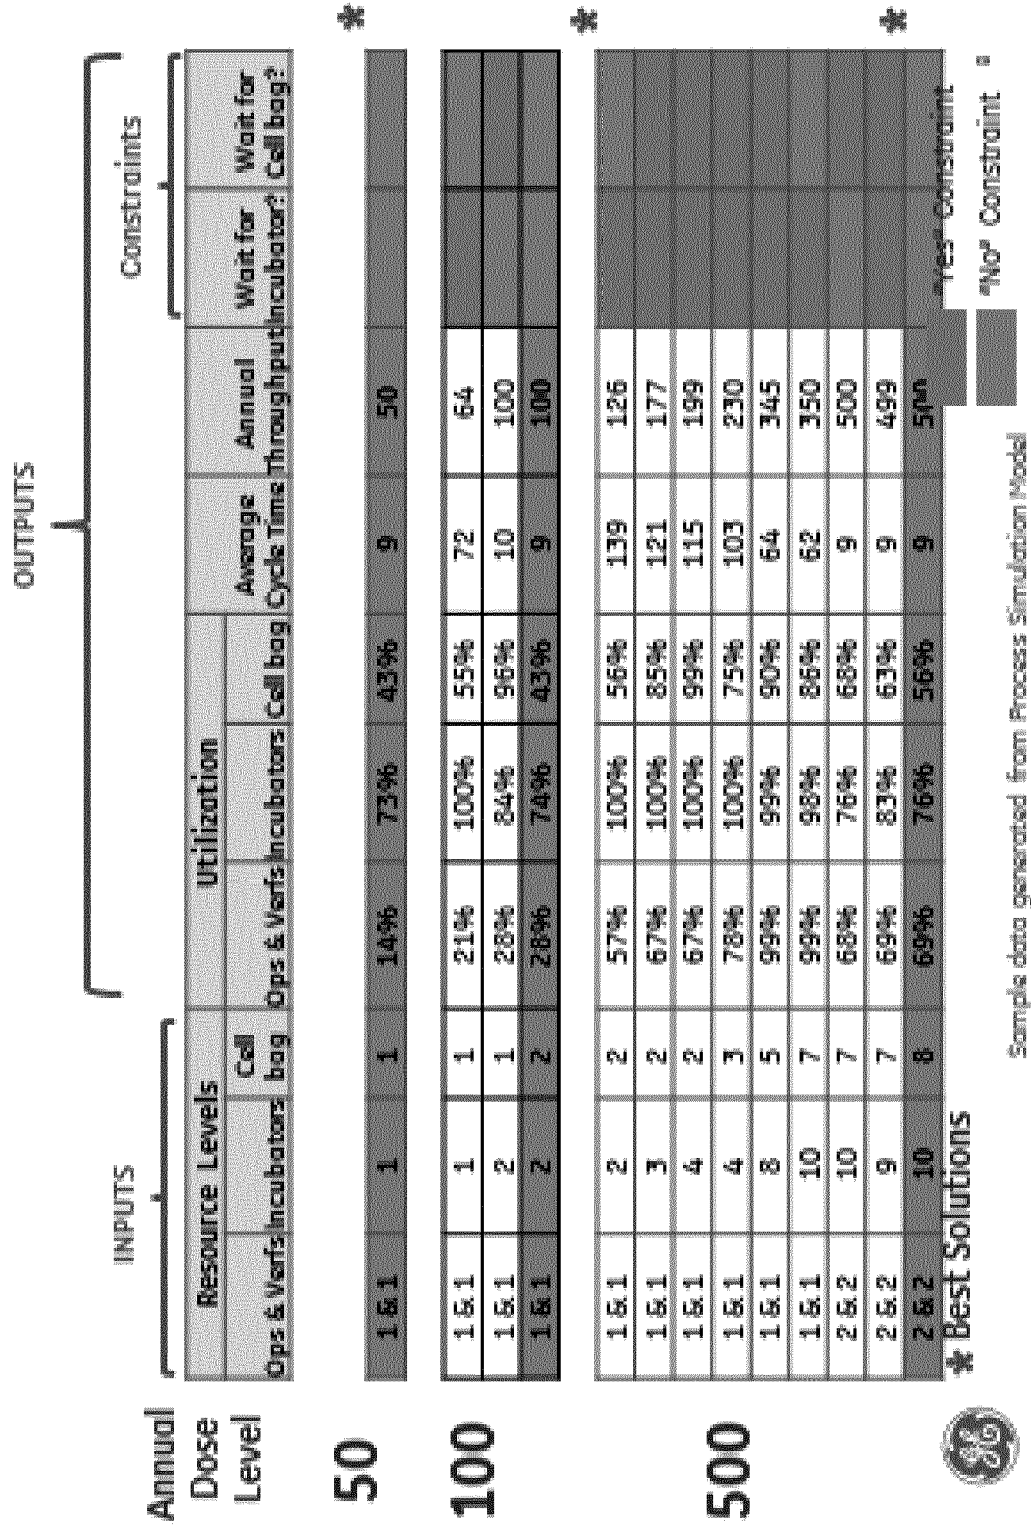 OUTPUTS
INPUTS
Constraints
Annual Dose Level
Resource Levels
Utilization
Average Cycle Time
Annual Throughput
Wait for Incubator?
Wait for Cell bag?
Ops & Verfs Incubators Cell bag Ops & Verfs Incubators Cell bag
50
1&1 1 1 14% 73% 43% 9 50 *
100
1&1 1 1 21% 100% 55% 72 64
1&1 2 1 28% 84% 96% 10 100
1&1 2 2 28% 74% 43% 9 100 *
500
1&1 2 2 57% 100% 56% 139 126
1&1 3 2 67% 100% 85% 121 177
1&1 4 2 67% 100% 99% 115 199
1&1 4 3 78% 100% 75% 103 230
1&1 8 5 99% 99% 90% 64 345
1&1 10 7 99% 98% 86% 62 350
2&2 10 7 68% 76% 68% 9 500
2&2 9 7 69% 83% 63% 9 499
2&2 10 8 69% 76% 56% 9 500 *
* Best Solutions
"Yes" Constraint
"No" Constraint
Sample data generated from Process Simulation Model
GE